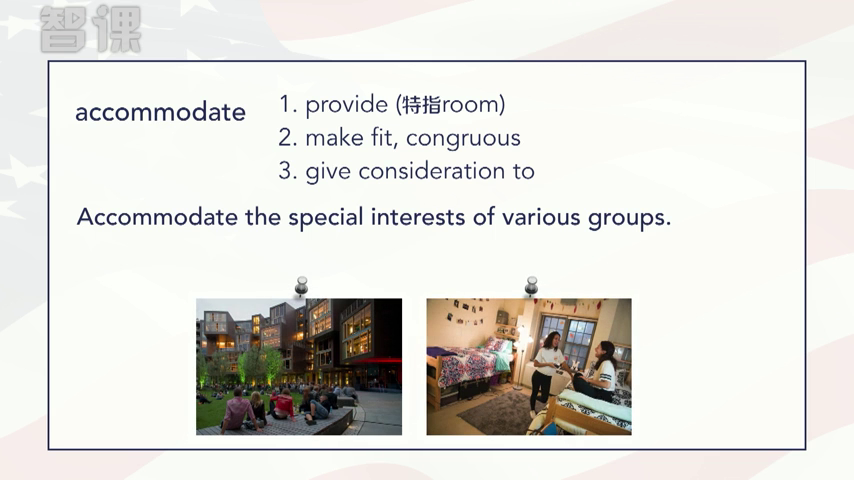 智课
accommodate
1. provide (特指room)
2. make fit, congruous
3. give consideration to
Accommodate the special interests of various groups.